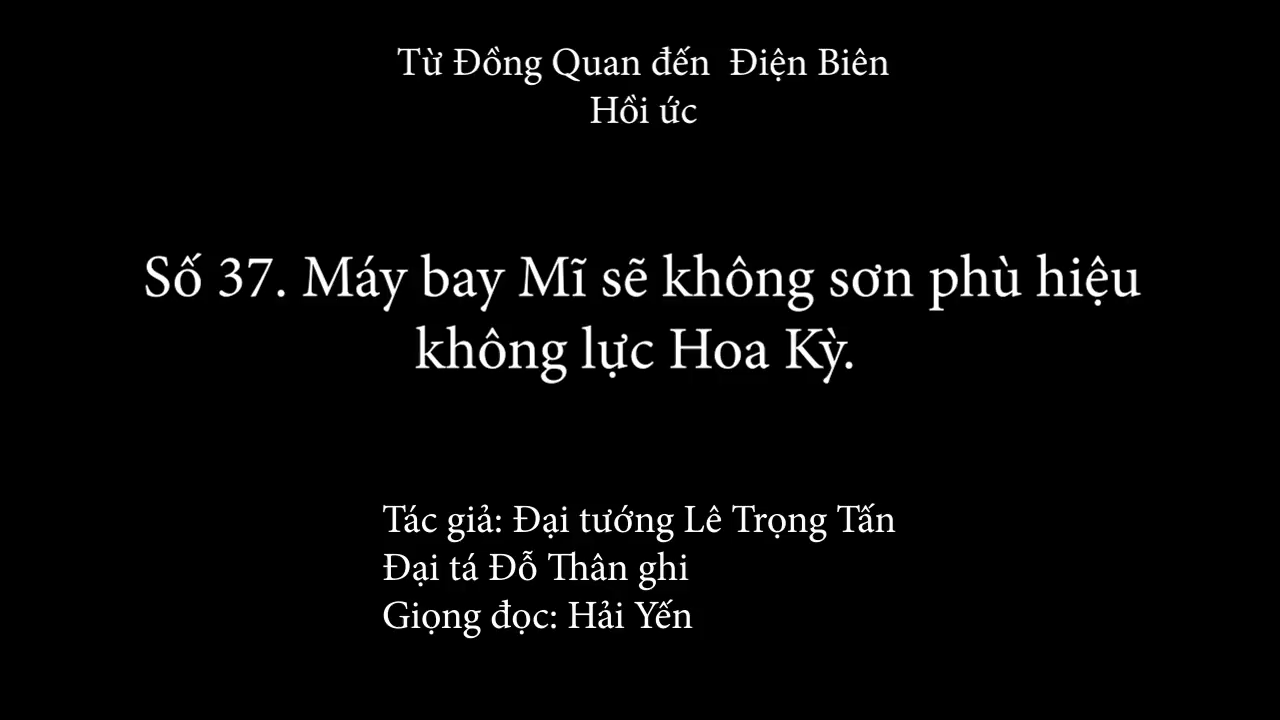 Từ Đồng Quan đến Điện Biên
Hồi ức
Số 37. Máy bay Mĩ sẽ không sơn phù hiệu
không lực Hoa Kỳ.
Tác giả: Đại tướng Lê Trọng Tấn
Đại tá Đỗ Thân ghi
Giọng đọc: Hải Yến